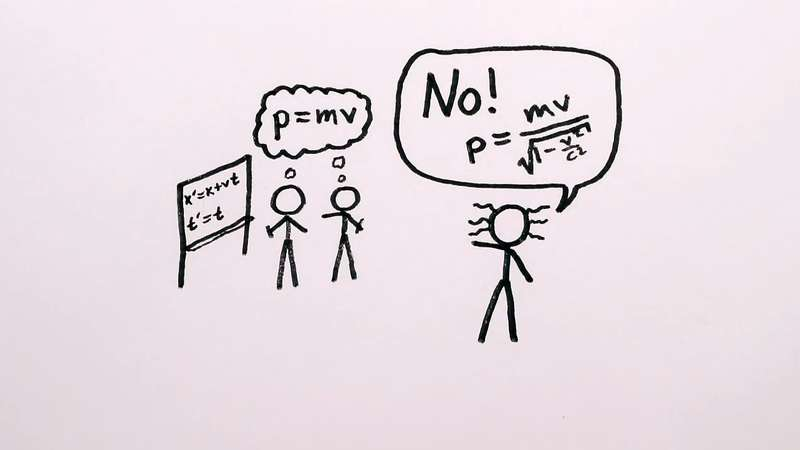 x'=x+vt
t'=t
p=mv
No!
p=mv/√1-v²/c²